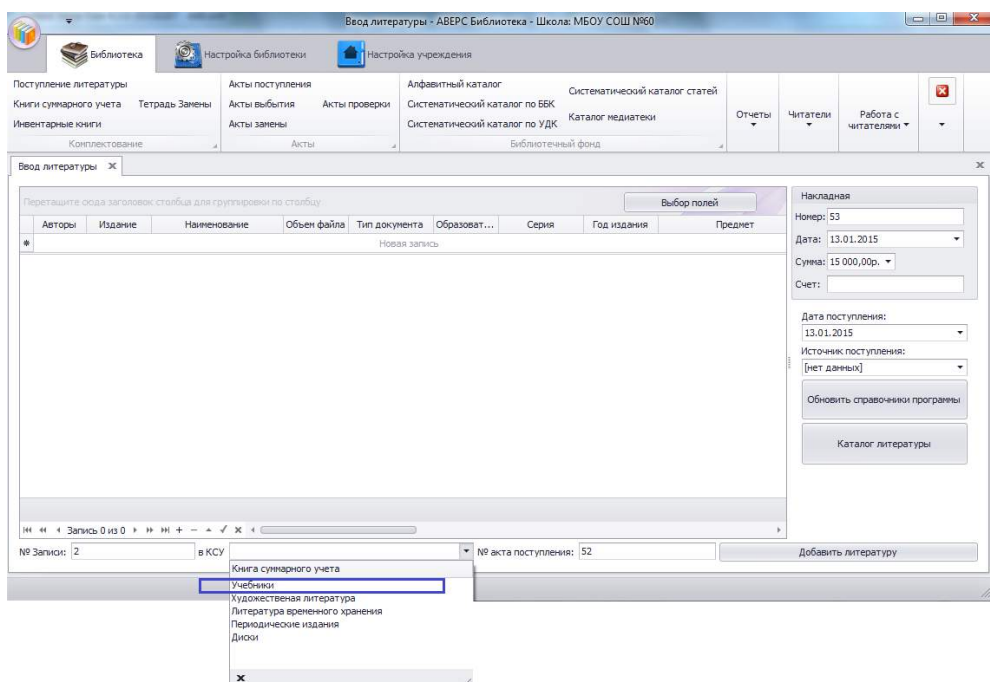 Ввод литературы - АВЕРС Библиотека - Школа: МБОУ СОШ №60
Библиотека Настройка библиотеки Настройка учреждения
Поступление литературы
Книги суммарного учета Тетрадь Замены
Инвентарные книги
Комплектование
Акты поступления
Акты выбытия Акты проверки
Акты замены
Акты
Алфавитный каталог
Систематический каталог по ББК
Систематический каталог по УДК
Систематический каталог статей
Каталог медиатеки
Библиотечный фонд
Отчеты
Читатели
Работа с
читателями
Ввод литературы
Перетащите сюда заголовок столбца для группировки по столбцу
Выбор полей
Авторы Издание Наименование Объем файла Тип документа Образоват... Серия Год издания Предмет
Новая запись
Накладная
Номер: 53
Дата: 13.01.2015
Сумма: 15 000,00р.
Счет:
Дата поступления:
13.01.2015
Источник поступления:
[нет данных]
Обновить справочники программы
Каталог литературы
Запись 0 из 0
№ Записи: 2 в КСУ № акта поступления: 52 Добавить литературу
Книга суммарного учета
Учебники
Художественая литература
Литература временного хранения
Периодические издания
Диски